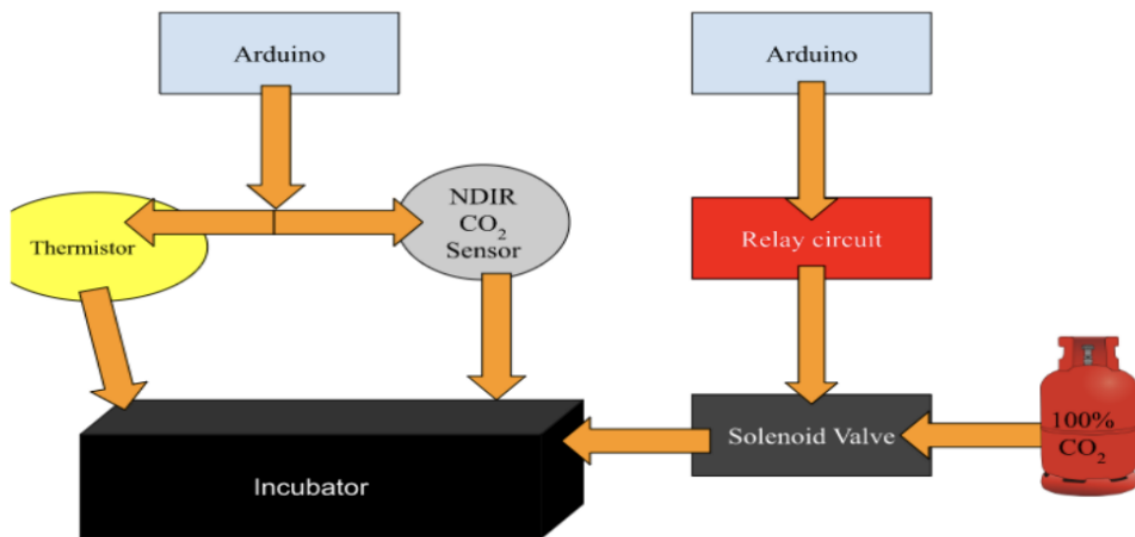 Arduino
Arduino
NDIR
CO₂
Sensor
Thermistor
Relay circuit
100%
CO₂
Solenoid Valve
Incubator